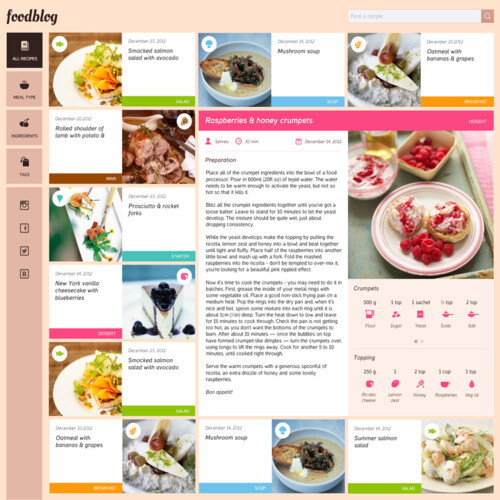 foodblog
Find a recipe
ALL RECIPES
MEAL TYPE
INGREDIENTS
TAGS
December 23, 2012
Smocked salmon
salad with avocado
SALAD
December 14, 2012
Mushroom soup
SOUP
December 20,2012
Oatmeal with
bananas & grapes
BREAKFAST
December 20,2012
Rolled shoulder of
lamb with potato &
MAIN
December 23, 2012
Prosciutto & rocket
forks
STARTER
December 14, 2012
New York vanilla
cheesecake with
blueberries
DESSERT
December 23, 2012
Smocked salmon
salad with avocado
SALAD
Raspberries & honey crumpets
DESSERT
Serves
30 min
December 14, 2012
Preparation
Place all of the crumpet ingredients into the bowl of a food
processor. Pour in 600ml (20fl oz) of tepid water. The water
needs to be warm enough to activate the yeast, but not so
hot so that it kills it.
Blitz all the crumpet ingredients together until you've got a
loose batter. Leave to stand for 10 minutes to let the yeast
develop. The mixture should be quite wet, just about
dropping consistency.
While the yeast develops make the topping by putting the
ricotta, lemon zest and honey into a bowl and beat together
until light and fluffy. Place half of the raspberries into another
little bowl and mash up with a fork. Fold the mashed
raspberries into the ricotta - don't be tempted to over-mix it,
you're looking for a beautiful pink rippled effect.
Now it's time to cook the crumpets - you may need to do it in
batches. First, grease the inside of your metal rings with
some vegetable oil. Place a good non-stick frying pan on a
medium heat. Pop the rings into the dry pan and, when it's
nice and hot, spoon some mixture into each ring until it is
about 1cm (½in) deep. Turn the heat down to low and leave
for 15 minutes to cook through. Check the pan is not getting
too hot, as you don't want the bottoms of the crumpets to
burn. After about 10 minutes — once the bubbles on top
have formed crumpet-like dimples — turn the crumpets over,
using tongs to lift the rings away. Cook for another 5 to 10
minutes, until cooked right through.
Serve the warm crumpets with a generous spoonful of
ricotta, an extra drizzle of honey and some lovely
raspberries.
Bon appetit!
Crumpets
500 g 1 tsp 1 sachet ½ tsp 2 tsp
Flour Sugar Yeast Soda Salt
Topping
250 g 1 2 tsp 1 cup 1 tsp
Ricotta cheese Lemon zest Honey Raspberries Veg oil
December 20,2012
Oatmeal with
bananas & grapes
BREAKFAST
December 14, 2012
Mushroom soup
SOUP
December 14, 2012
Summer salmon
salad
SALAD